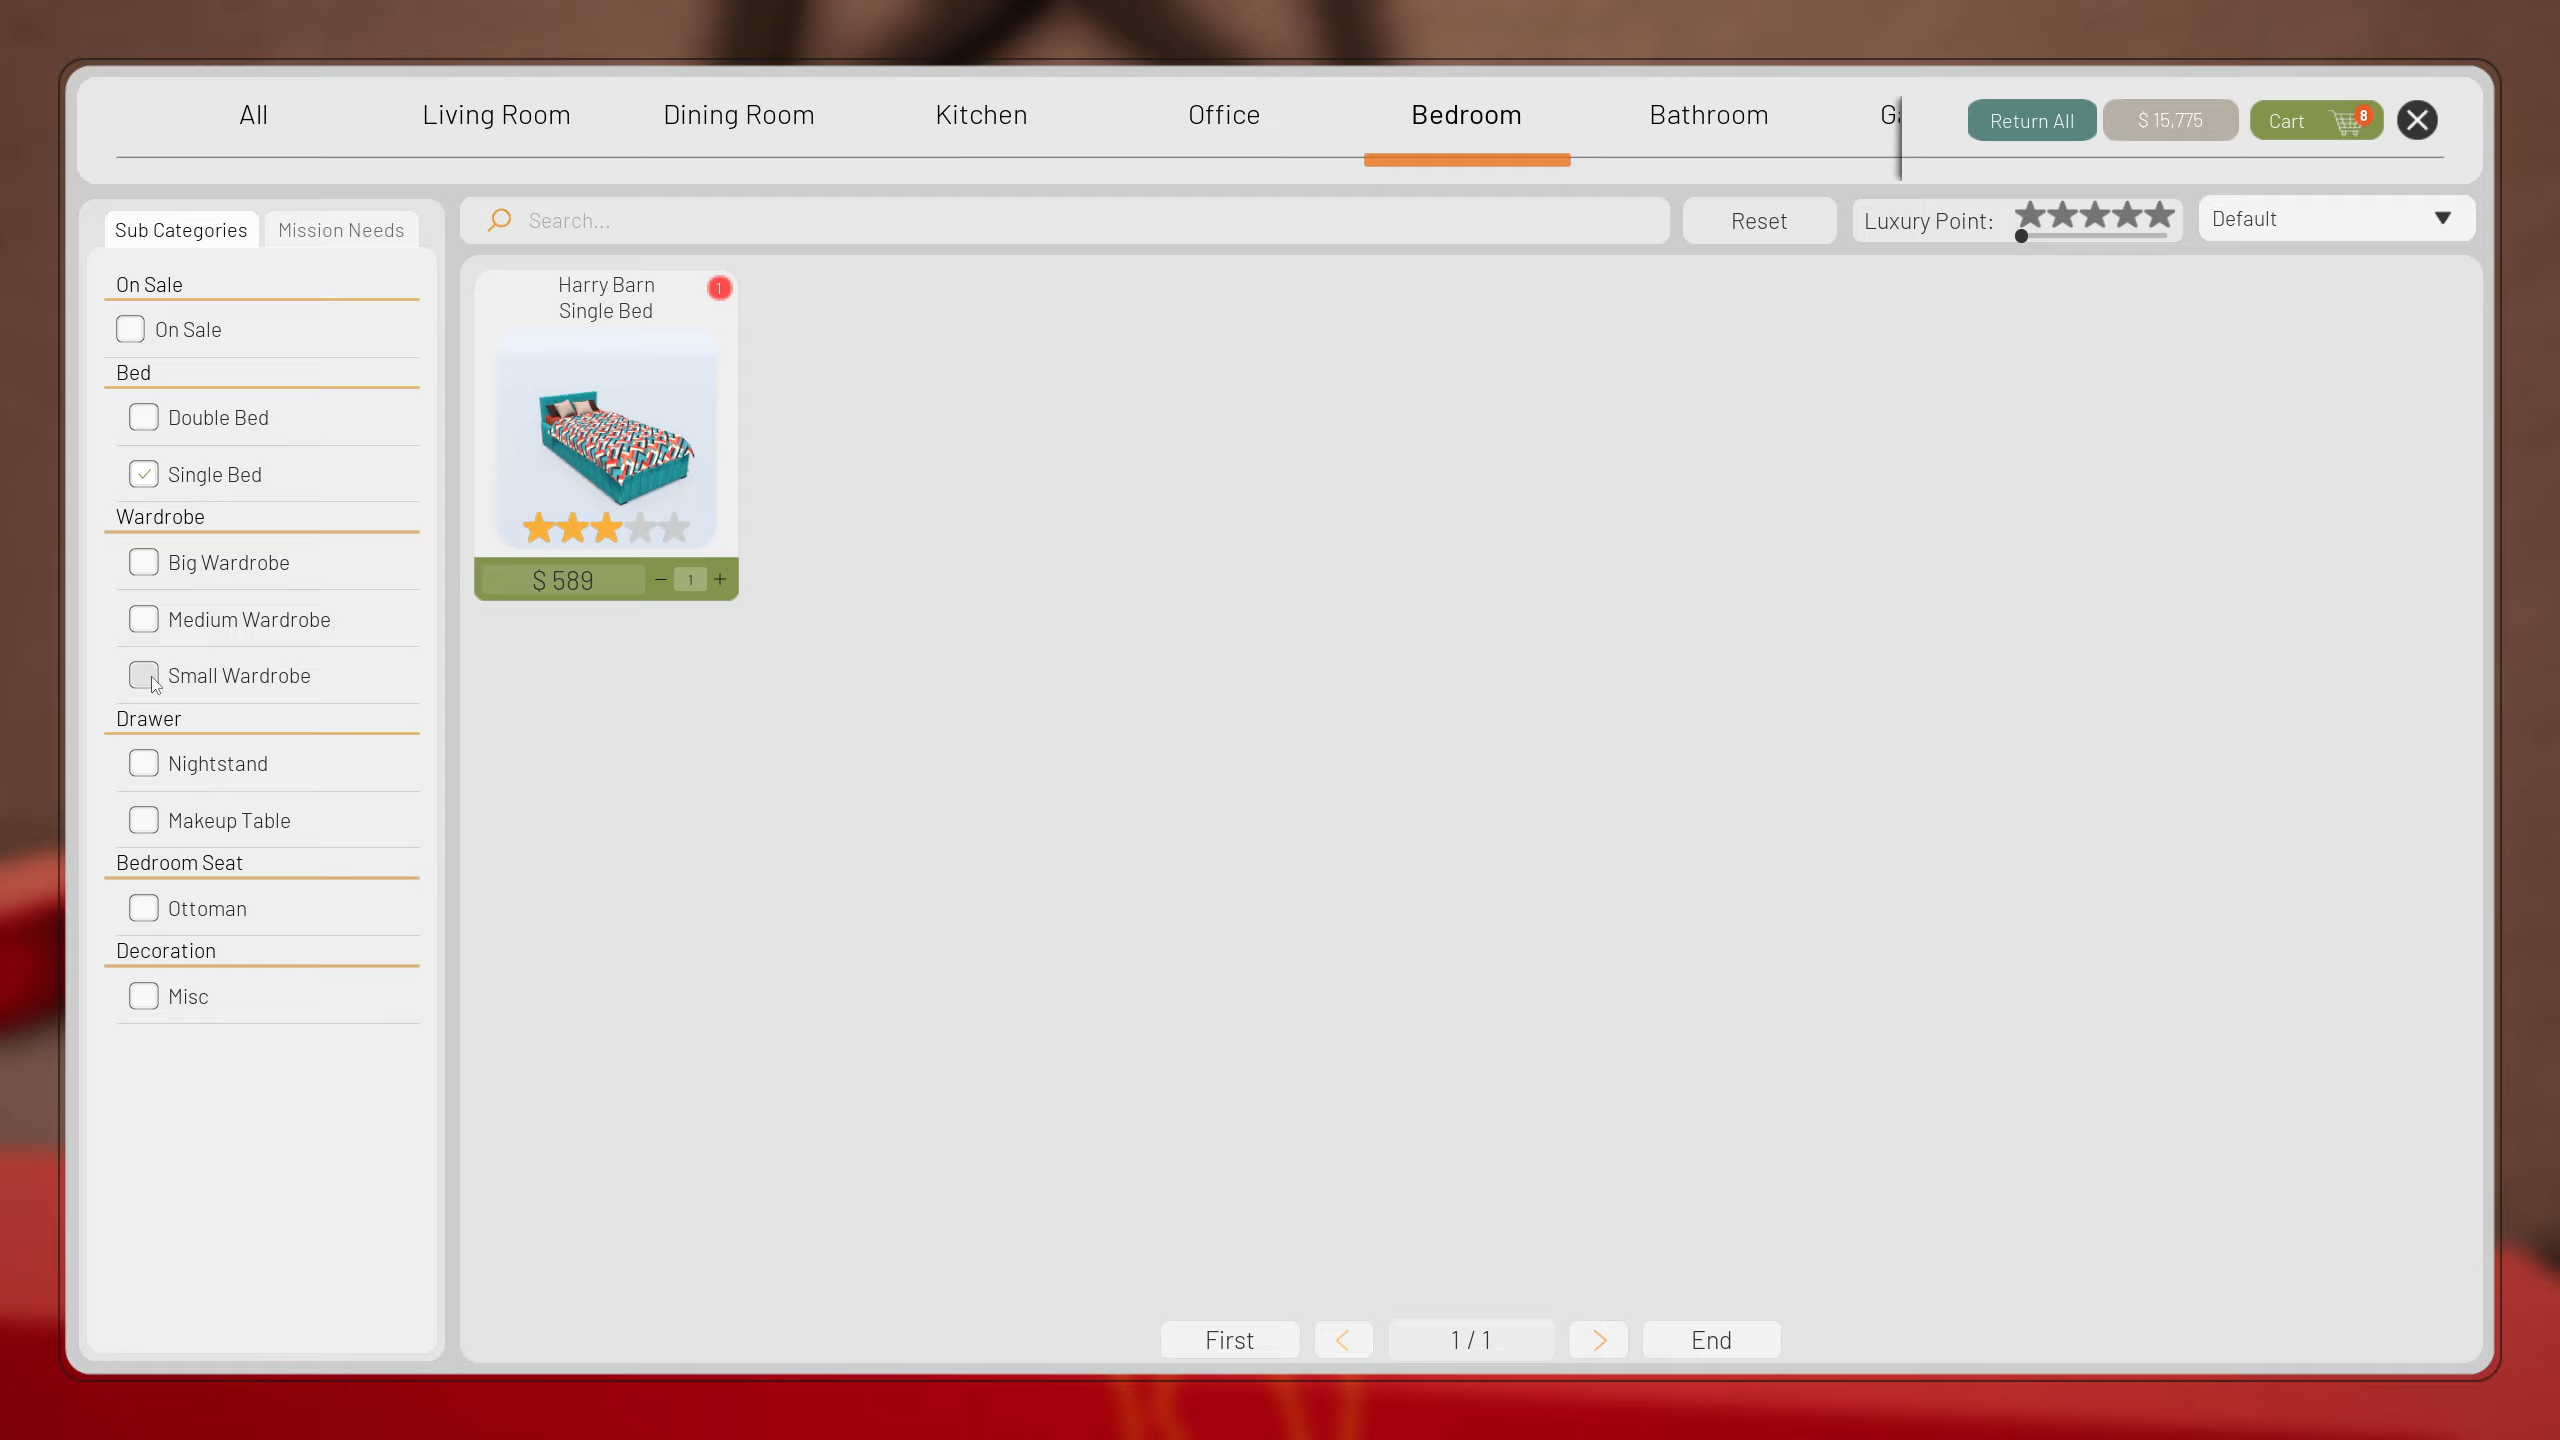 All
Living Room
Dining Room
Kitchen
Office
Bedroom
Bathroom
Return All
$ 15,775
Cart
8
Sub Categories
Mission Needs
Search...
Reset
Luxury Point:
Default
On Sale
On Sale
Bed
Double Bed
Single Bed
Wardrobe
Big Wardrobe
Medium Wardrobe
Small Wardrobe
Drawer
Nightstand
Makeup Table
Bedroom Seat
Ottoman
Decoration
Misc
Harry Barn
Single Bed
1
$ 589
− 1 +
First
<
1 / 1
>
End